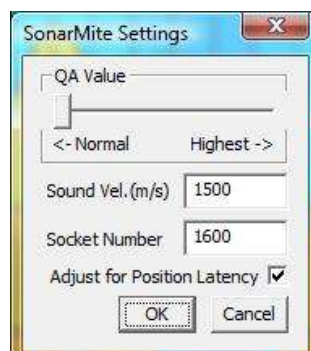 SonarMite Settings
QA Value
<- Normal Highest ->
Sound Vel.(m/s) 1500
Socket Number 1600
Adjust for Position Latency
OK Cancel